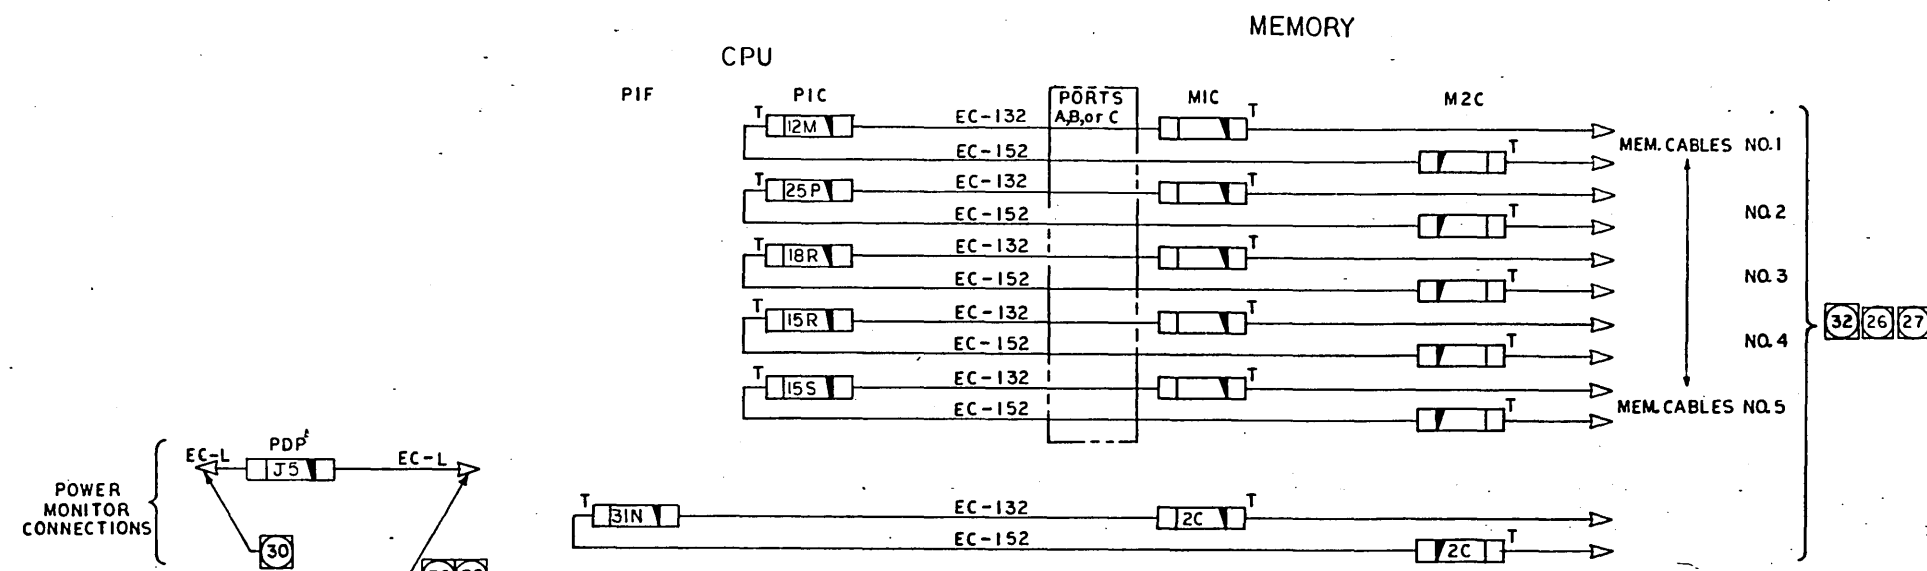 MEMORY
CPU
P1F
P1C
PORTS
A,B,or C
M1C
M2C
T
12M
EC-132
T
EC-152
T
MEM. CABLES NO.1
T
25P
EC-132
T
EC-152
T
NO.2
T
18R
EC-132
T
EC-152
T
NO.3
T
15R
EC-132
T
EC-152
T
NO.4
T
15S
EC-132
T
EC-152
T
MEM. CABLES NO.5
32 26 27
PDP
EC-L
J5
EC-L
POWER
MONITOR
CONNECTIONS
30
T
31N
EC-132
2C
T
EC-152
2C
T